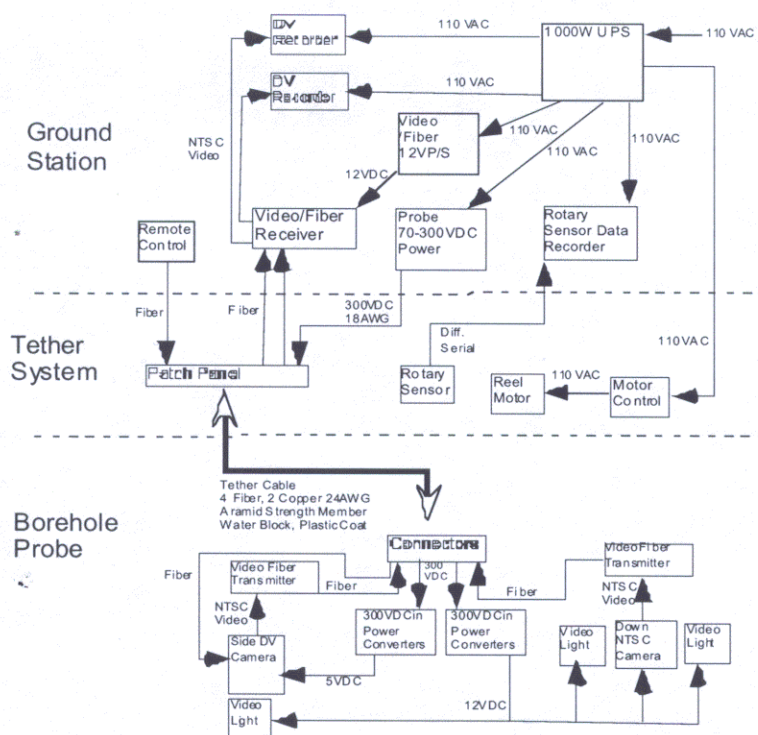 DV
Recorder
110 VAC
1000W UPS
110 VAC
DV
Recorder
110 VAC
Ground
Station
NTSC
Video
Video
/Fiber
12VP/S
110 VAC
110 VAC
110VAC
12VDC
Remote
Control
Video/Fiber
Receiver
Probe
70-300VDC
Power
Rotary
Sensor Data
Recorder
Fiber
Fiber
300VDC
18AWG
Diff.
Serial
110VAC
Tether
System
Patch Panel
Rotary
Sensor
Reel
Motor
110 VAC
Motor
Control
Tether Cable
4 Fiber, 2 Copper 24AWG
Aramid Strength Member
Water Block, Plastic Coat
Borehole
Probe
Connectors
Fiber
Video Fiber
Transmitter
Fiber
300
VDC
Fiber
Video Fiber
Transmitter
NTSC
Video
NTSC
Video
300VDCin
Power
Converters
300VDCin
Power
Converters
Side DV
Camera
Video
Light
Down
NTSC
Camera
Video
Light
5VDC
12VDC
Video
Light